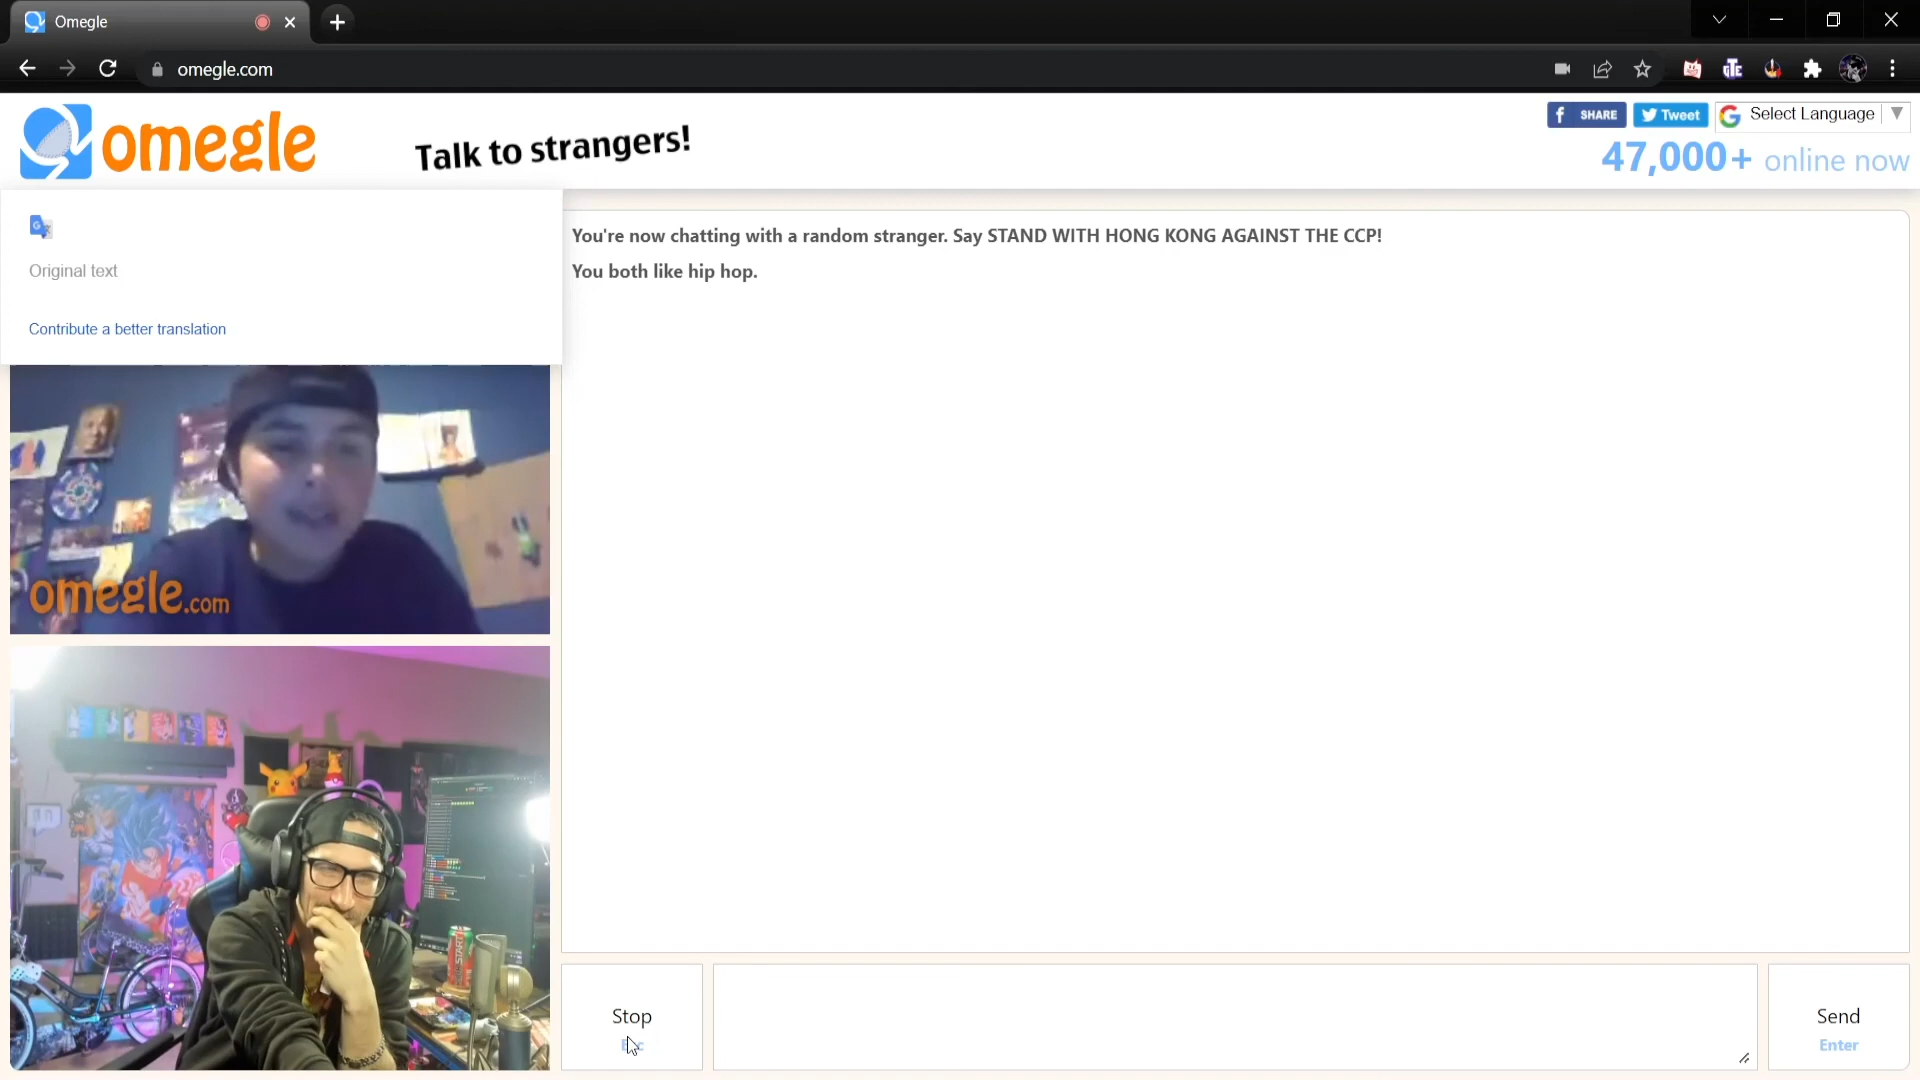 Omegle
omegle.com
omegle
Talk to strangers!
SHARE
Tweet
Select Language
47,000+ online now
Original text
Contribute a better translation
You're now chatting with a random stranger. Say STAND WITH HONG KONG AGAINST THE CCP!
You both like hip hop.
omegle.com
START
Stop
Send
Enter